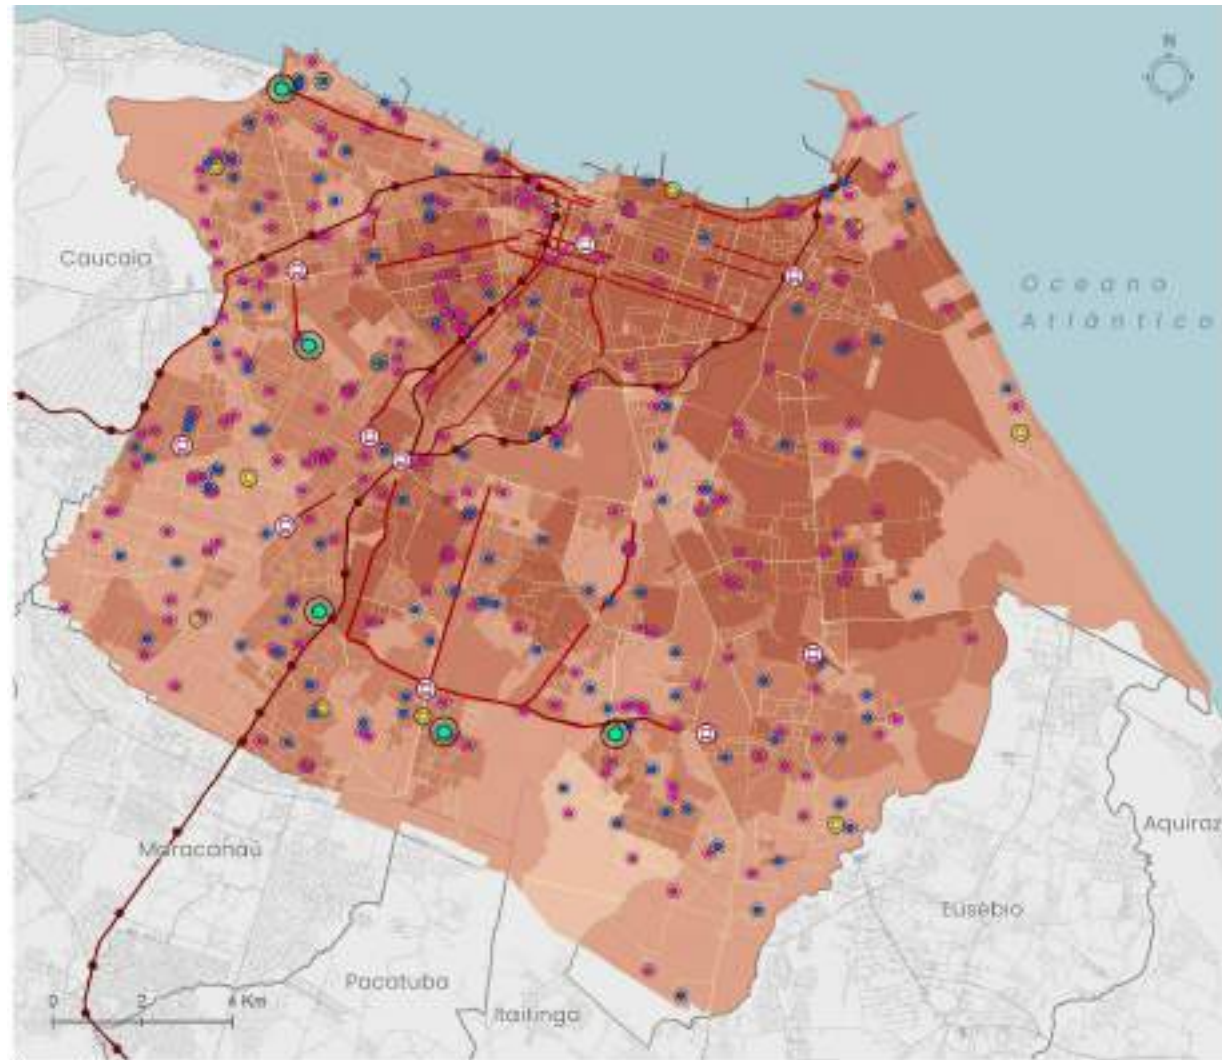 N
Caucaia
Oceano
Atlântico
Maracanaú
Aquiraz
Eusébio
Pacatuba
0 2 4 Km
Itaitinga